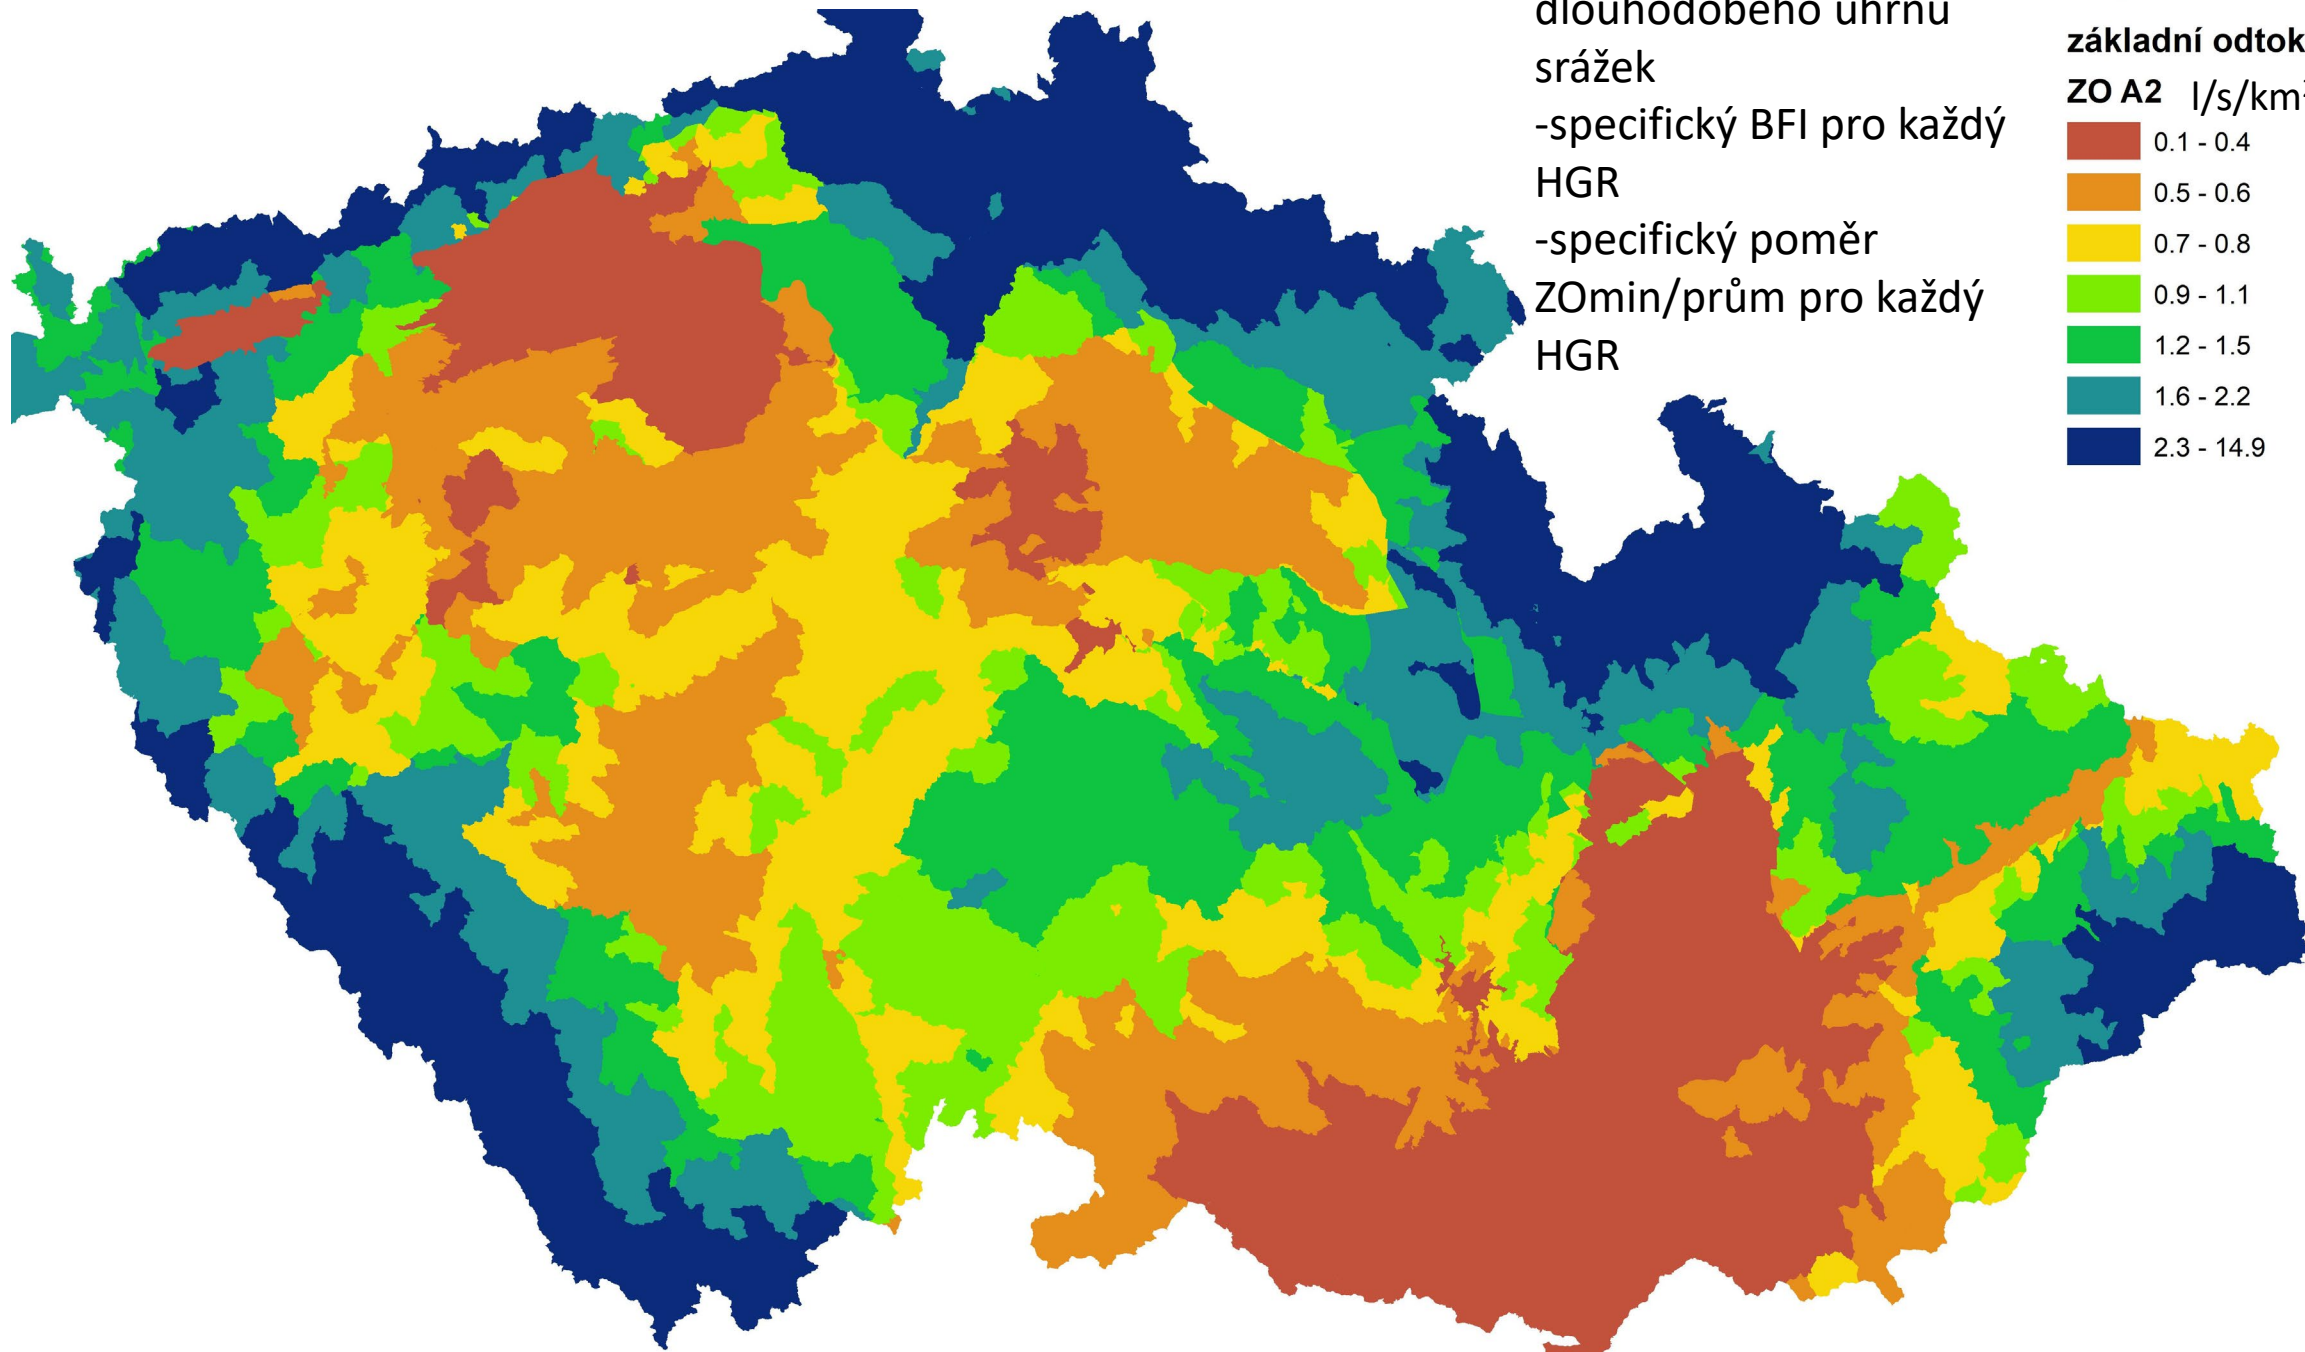 dlouhodobého úhrnu
srážek
-specifický BFI pro každý
HGR
-specifický poměr
ZOmin/prům pro každý
HGR
základní odtok
ZO A2 l/s/km²
0.1 - 0.4
0.5 - 0.6
0.7 - 0.8
0.9 - 1.1
1.2 - 1.5
1.6 - 2.2
2.3 - 14.9